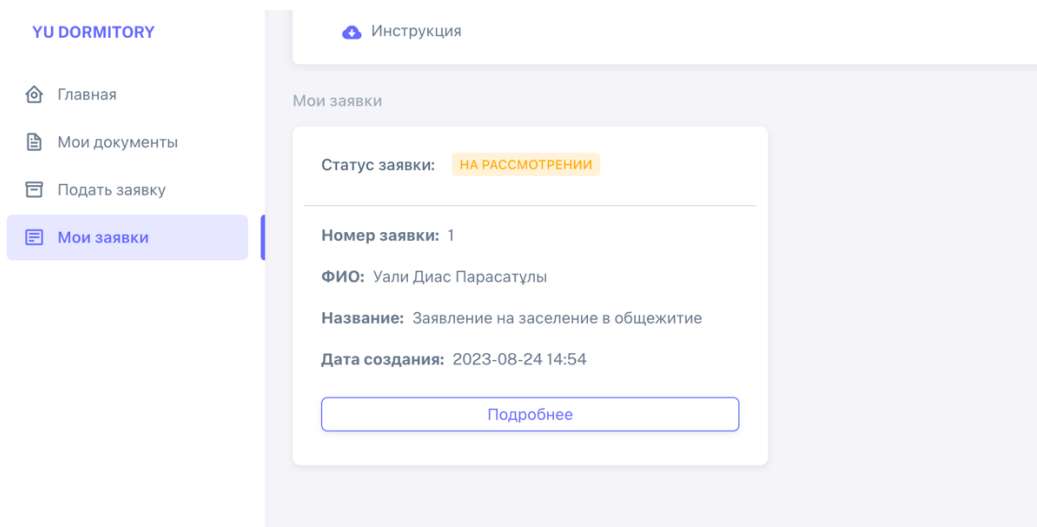 YU DORMITORY
Главная
Мои документы
Подать заявку
Мои заявки
Инструкция
Мои заявки
Статус заявки: НА РАССМОТРЕНИИ
Номер заявки: 1
ФИО: Уали Диас Парасатұлы
Название: Заявление на заселение в общежитие
Дата создания: 2023-08-24 14:54
Подробнее